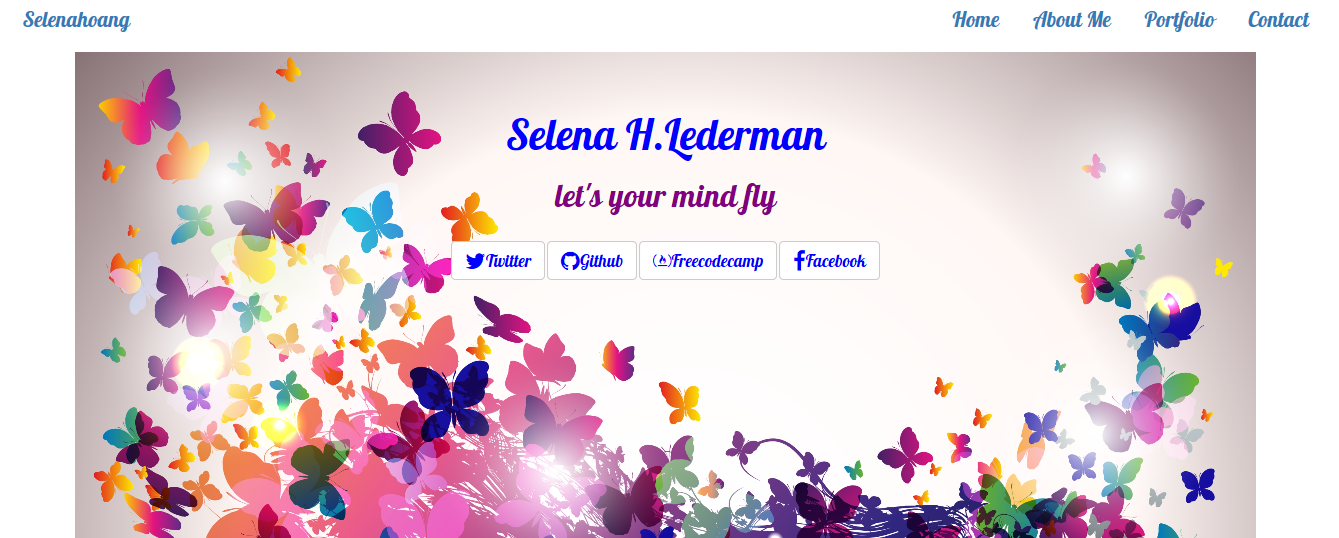 Selenahoang Home About Me Portfolio Contact
Selena H.Lederman
let's your mind fly
Twitter Github Freecodecamp Facebook